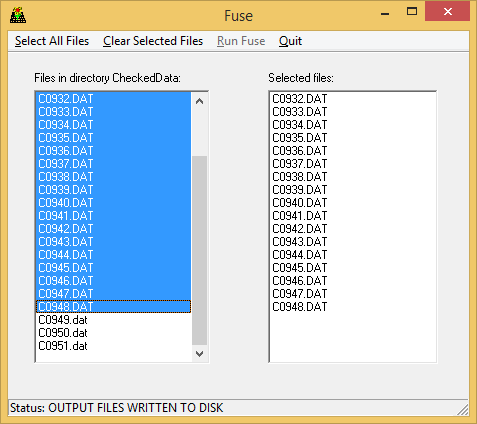 Fuse
Select All Files Clear Selected Files Run Fuse Quit
Files in directory CheckedData:
C0932.DAT
C0933.DAT
C0934.DAT
C0935.DAT
C0936.DAT
C0937.DAT
C0938.DAT
C0939.DAT
C0940.DAT
C0941.DAT
C0942.DAT
C0943.DAT
C0944.DAT
C0945.DAT
C0946.DAT
C0947.DAT
C0948.DAT
C0949.dat
C0950.dat
C0951.dat
Selected files:
C0932.DAT
C0933.DAT
C0934.DAT
C0935.DAT
C0936.DAT
C0937.DAT
C0938.DAT
C0939.DAT
C0940.DAT
C0941.DAT
C0942.DAT
C0943.DAT
C0944.DAT
C0945.DAT
C0946.DAT
C0947.DAT
C0948.DAT
Status: OUTPUT FILES WRITTEN TO DISK